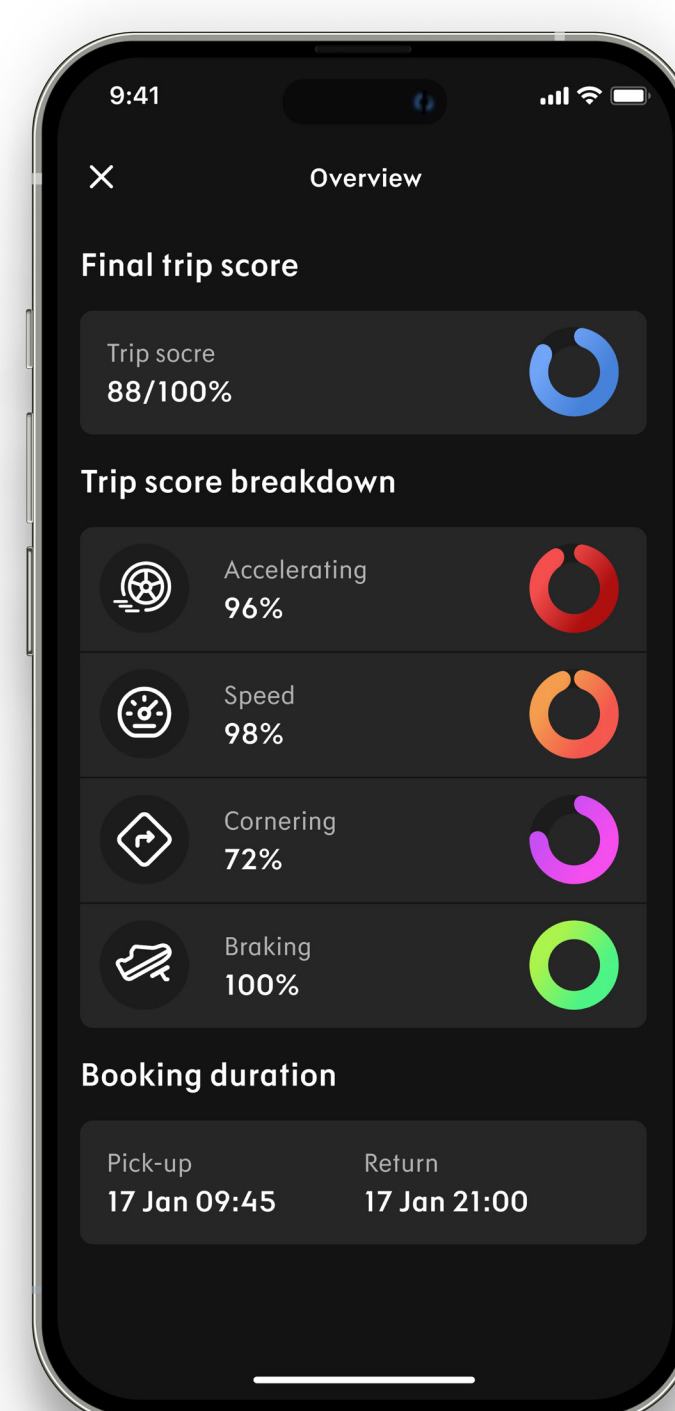 9:41
Overview
Final trip score
Trip socre
88/100%
Trip score breakdown
Accelerating
96%
Speed
98%
Cornering
72%
Braking
100%
Booking duration
Pick-up Return
17 Jan 09:45 17 Jan 21:00